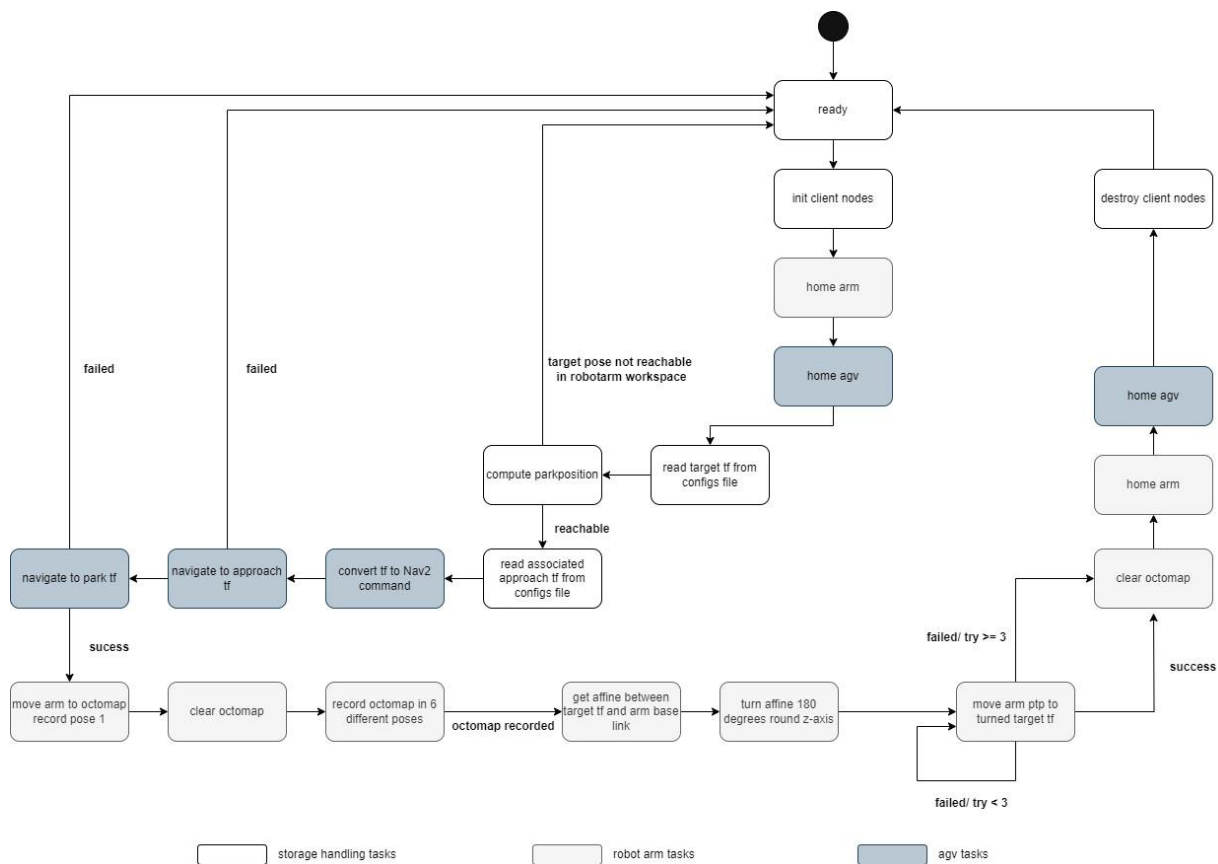 ready
init client nodes
destroy client nodes
home arm
failed
failed
target pose not reachable
in robotarm workspace
home agv
home agv
compute parkposition
read target tf from
configs file
home arm
reachable
navigate to park tf
navigate to approach
tf
convert tf to Nav2
command
read associated
approach tf from
configs file
clear octomap
sucess
failed/ try >= 3
success
move arm to octomap
record pose 1
clear octomap
record octomap in 6
different poses
octomap recorded
get affine between
target tf and arm base
link
turn affine 180
degrees round z-axis
move arm ptp to
turned target tf
failed/ try < 3
storage handling tasks
robot arm tasks
agv tasks